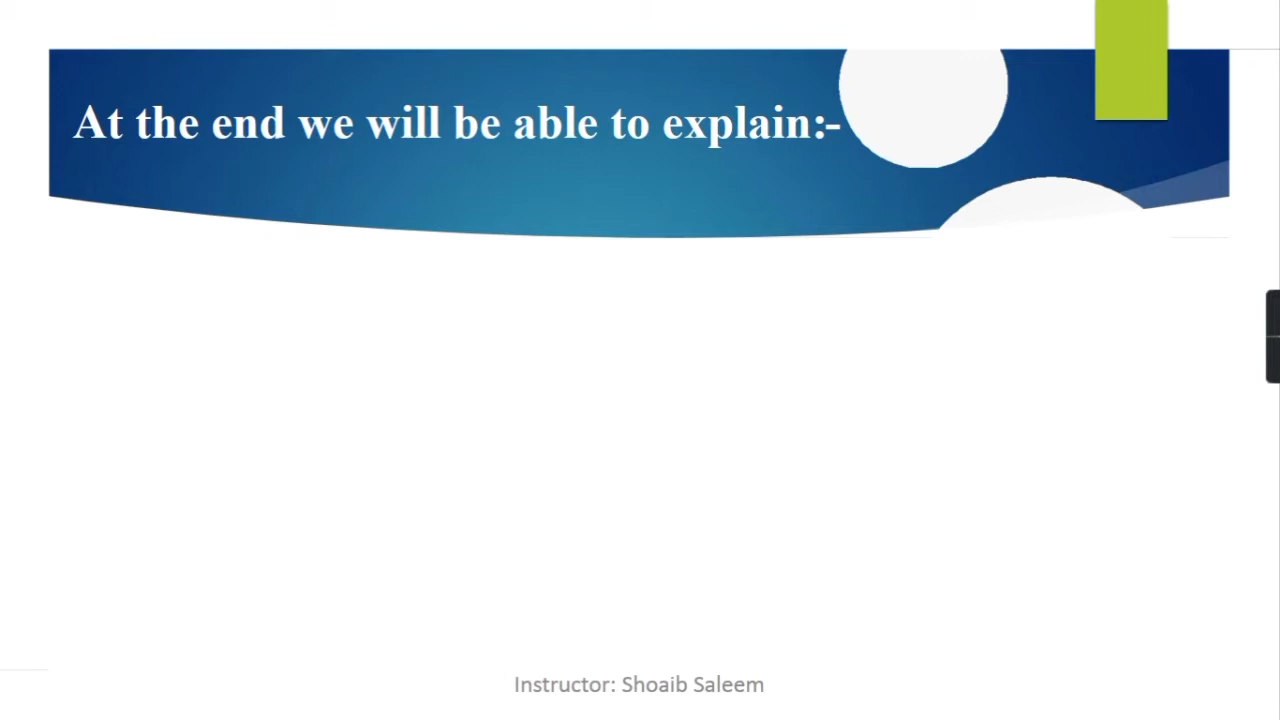 At the end we will be able to explain:-
Instructor: Shoaib Saleem